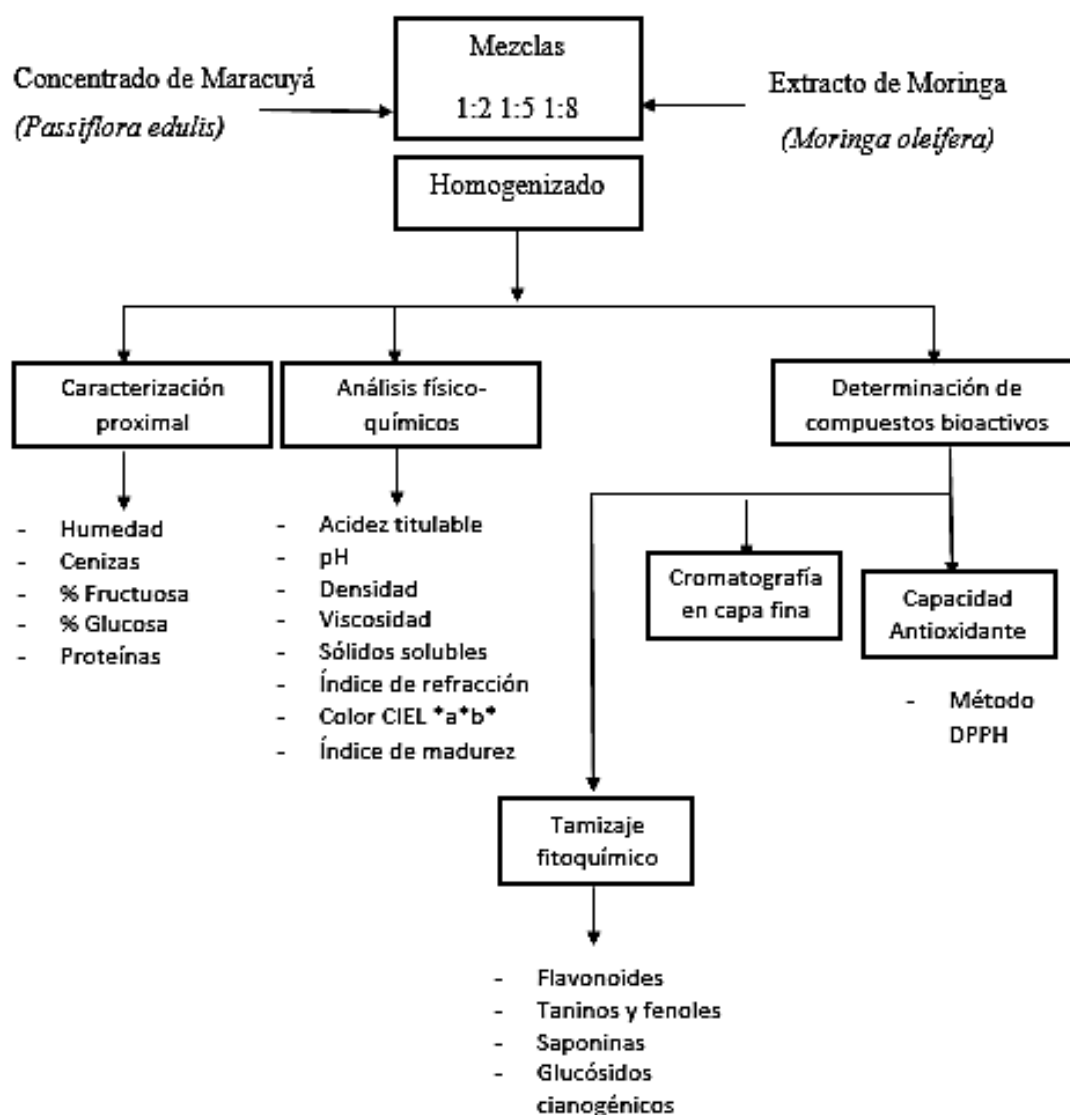 Mezclas
1:2 1:5 1:8
Concentrado de Maracuyá
(Passiflora edulis)
Extracto de Moringa
(Moringa oleífera)
Homogenizado
Caracterización
proximal
Análisis físico-
químicos
Determinación de
compuestos bioactivos
- Humedad
- Cenizas
- % Fructuosa
- % Glucosa
- Proteínas
- Acidez titulable
- pH
- Densidad
- Viscosidad
- Sólidos solubles
- Índice de refracción
- Color CIEL *a*b*
- Índice de madurez
Cromatografía
en capa fina
Capacidad
Antioxidante
- Método
DPPH
Tamizaje
fitoquímico
- Flavonoides
- Taninos y fenoles
- Saponinas
- Glucósidos
cianogénicos